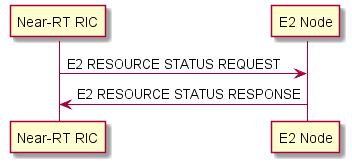 Near-RT RIC
E2 Node
E2 RESOURCE STATUS REQUEST
E2 RESOURCE STATUS RESPONSE
Near-RT RIC
E2 Node